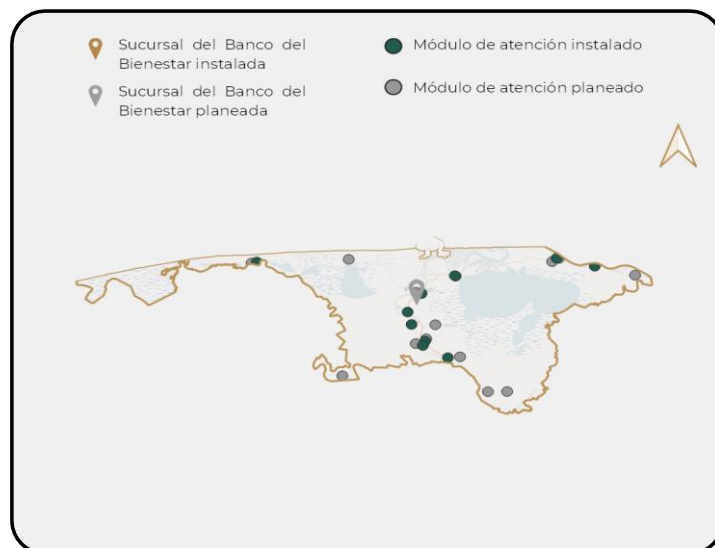 Sucursal del Banco del
Bienestar instalada
Sucursal del Banco del
Bienestar planeada
Módulo de atención instalado
Módulo de atención planeado